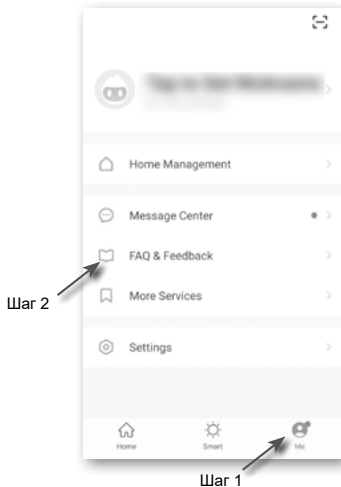 Home Management
Message Center
FAQ & Feedback
Шаг 2
More Services
Settings
Home
Smart
Me
Шаг 1